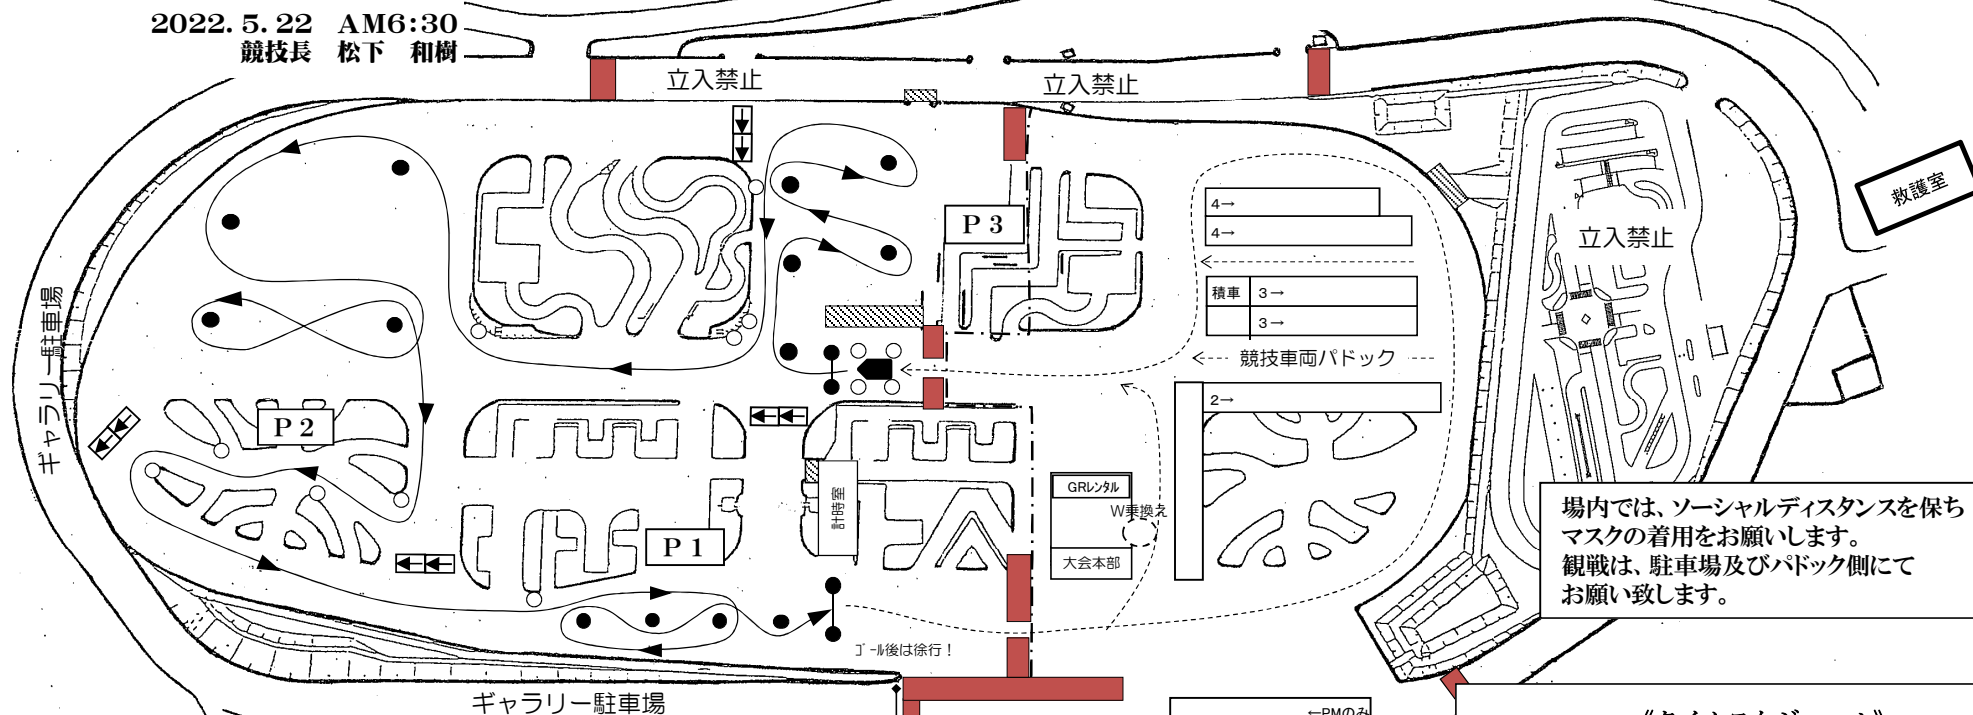 2022.5.22 AM6:30
競技長 松下 和樹
立入禁止
立入禁止
救護室
4→
P 3
4→
立入禁止
積車 3→
3→
ギャラリー駐車場
←-- 競技車両パドック ----
2→
P 2
GRﾚﾝﾀﾙ
W乗換え
計時室
P 1
大会本部
場内では、ソーシャルディスタンスを保ち
マスクの着用をお願いします。
観戦は、駐車場及びパドック側にて
お願い致します。
ｺﾞｰﾙ後は徐行！
ギャラリー駐車場
←PMのみ